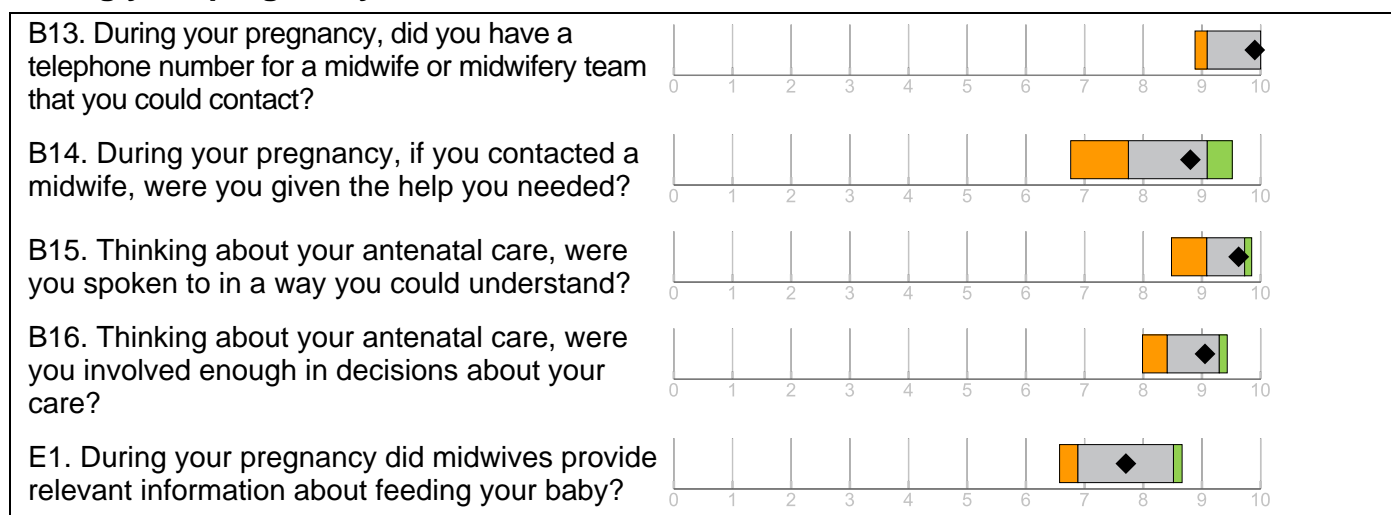 B13. During your pregnancy, did you have a
telephone number for a midwife or midwifery team
that you could contact?
0 1 2 3 4 5 6 7 8 9 10
B14. During your pregnancy, if you contacted a
midwife, were you given the help you needed?
0 1 2 3 4 5 6 7 8 9 10
B15. Thinking about your antenatal care, were
you spoken to in a way you could understand?
0 1 2 3 4 5 6 7 8 9 10
B16. Thinking about your antenatal care, were
you involved enough in decisions about your
care?
0 1 2 3 4 5 6 7 8 9 10
E1. During your pregnancy did midwives provide
relevant information about feeding your baby?
0 1 2 3 4 5 6 7 8 9 10